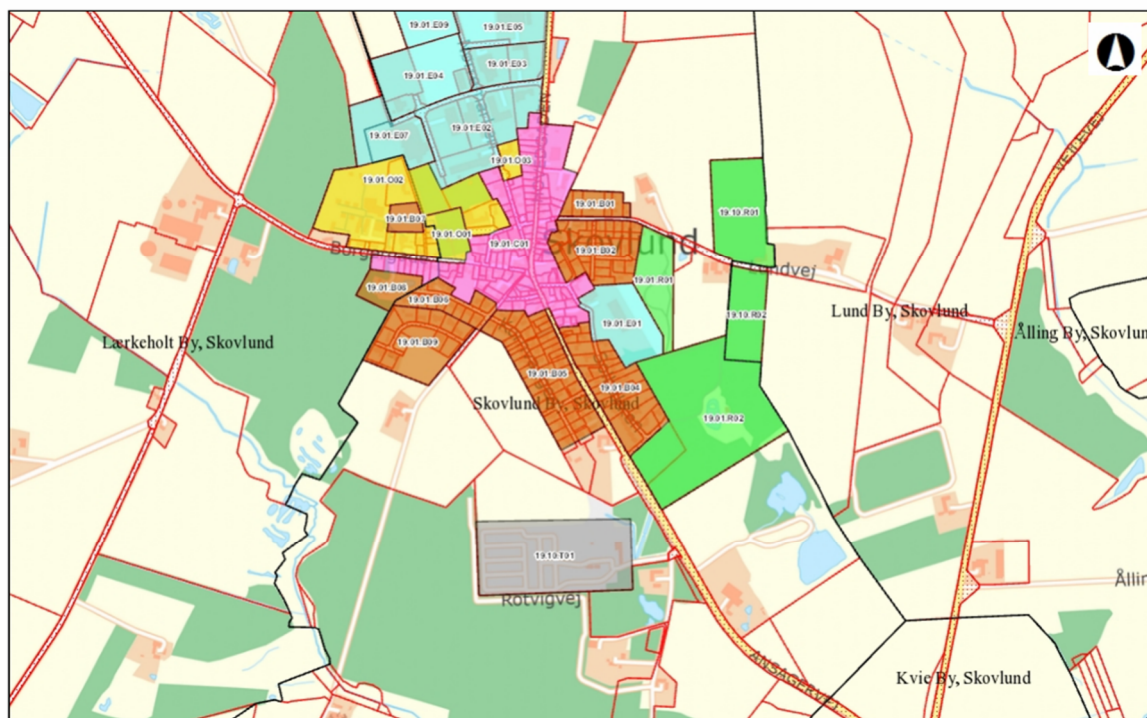 19.01.E09
19.01.E05
19.01.E04
19.01.E03
19.01.E07
19.01.E02
19.01.O03
19.01.O02
19.01.B03
19.01.B01
19.10.R01
19.01.O01
19.01.C01
19.01.B02
Skovlund
Lundvej
19.01.R01
19.01.B08
19.01.B06
19.01.E01
19.10.R02
Lund By, Skovlund
VEJLEVEJ
Ålling By, Skovlun
Lærkeholt By, Skovlund
19.01.B09
19.01.B05
19.01.B04
Skovlund By, Skovlund
19.01.R02
19.10.T01
Rotvigvej
Ållin
ANSAGERVEJ
Kvie By, Skovlund